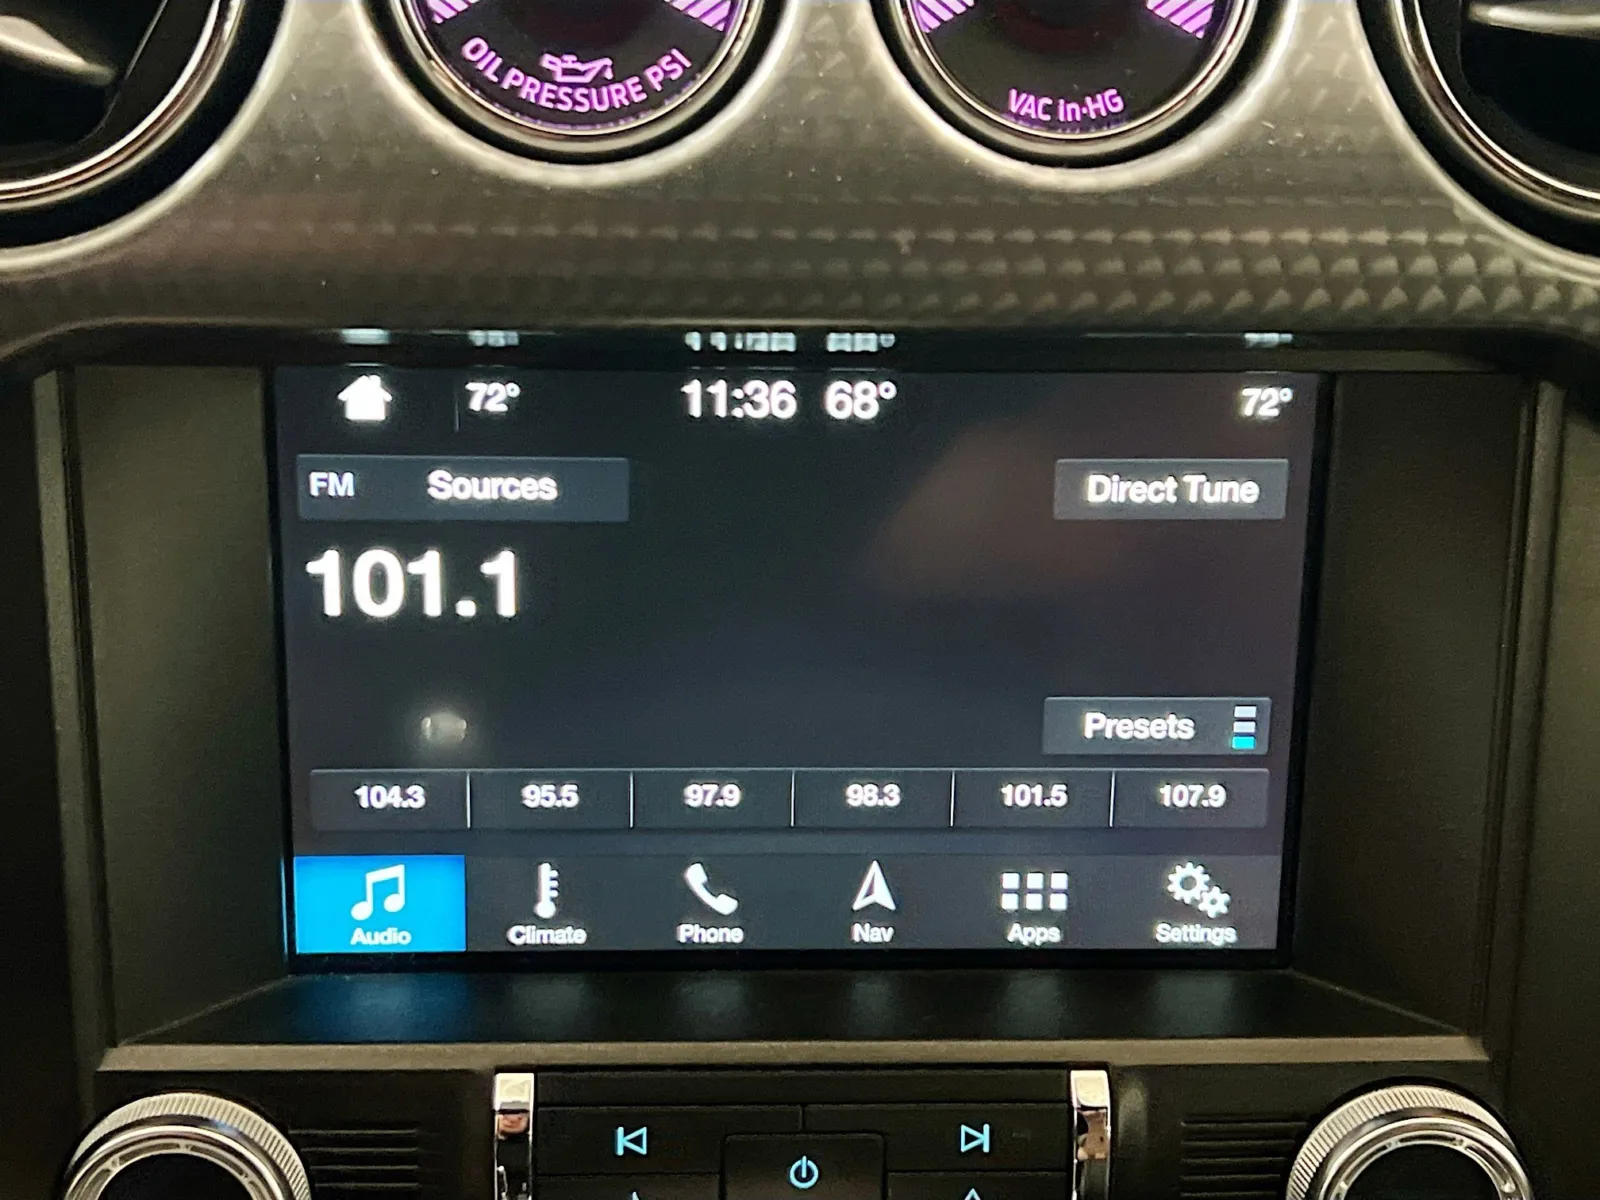 OIL PRESSURE PSI
VAC in·HG
72° 11:36 68° 72°
FM Sources Direct Tune
101.1
Presets
104.3 95.5 97.9 98.3 101.5 107.9
Audio Climate Phone Nav Apps Settings